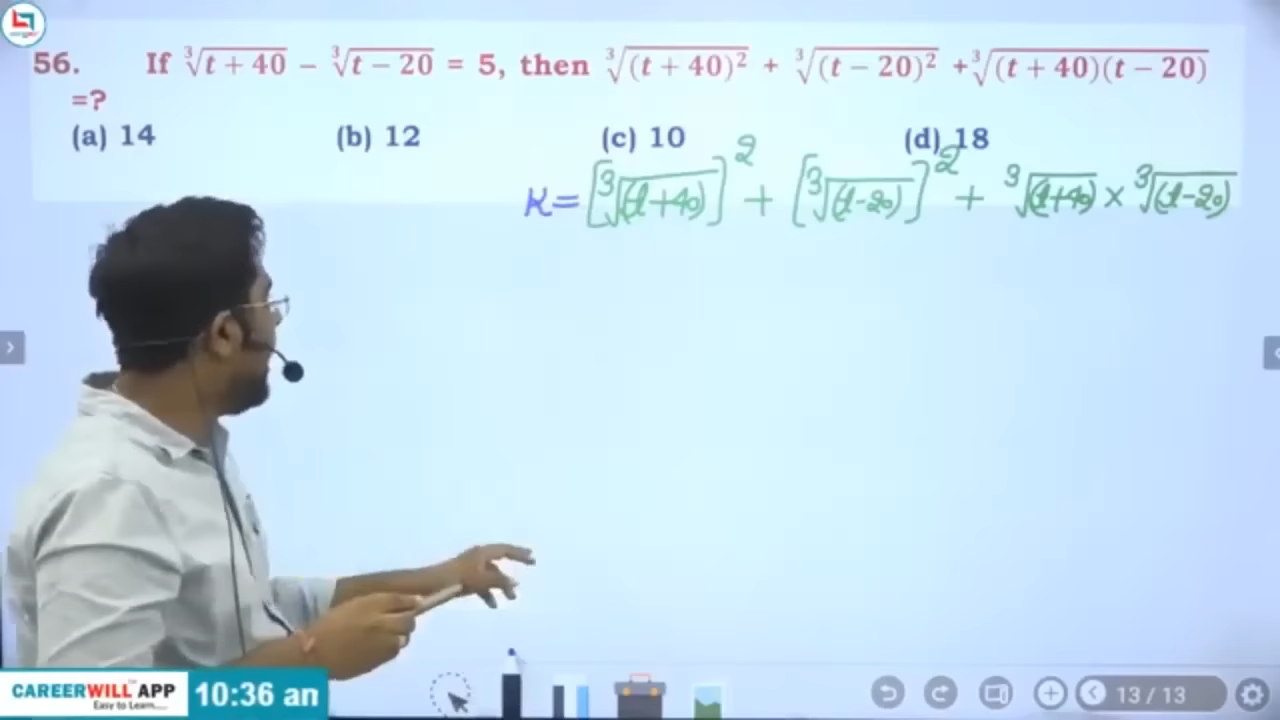 56. If ∛(t + 40) − ∛(t − 20) = 5, then ∛((t + 40)²) + ∛((t − 20)²) + ∛((t + 40)(t − 20))
=?
(a) 14 (b) 12 (c) 10 (d) 18
K = [∛(t+40)]² + [∛(t-20)]² + ∛(t+40) × ∛(t-20)
CAREERWILL APP
Easy to Learn.....
10:36 an
13 / 13